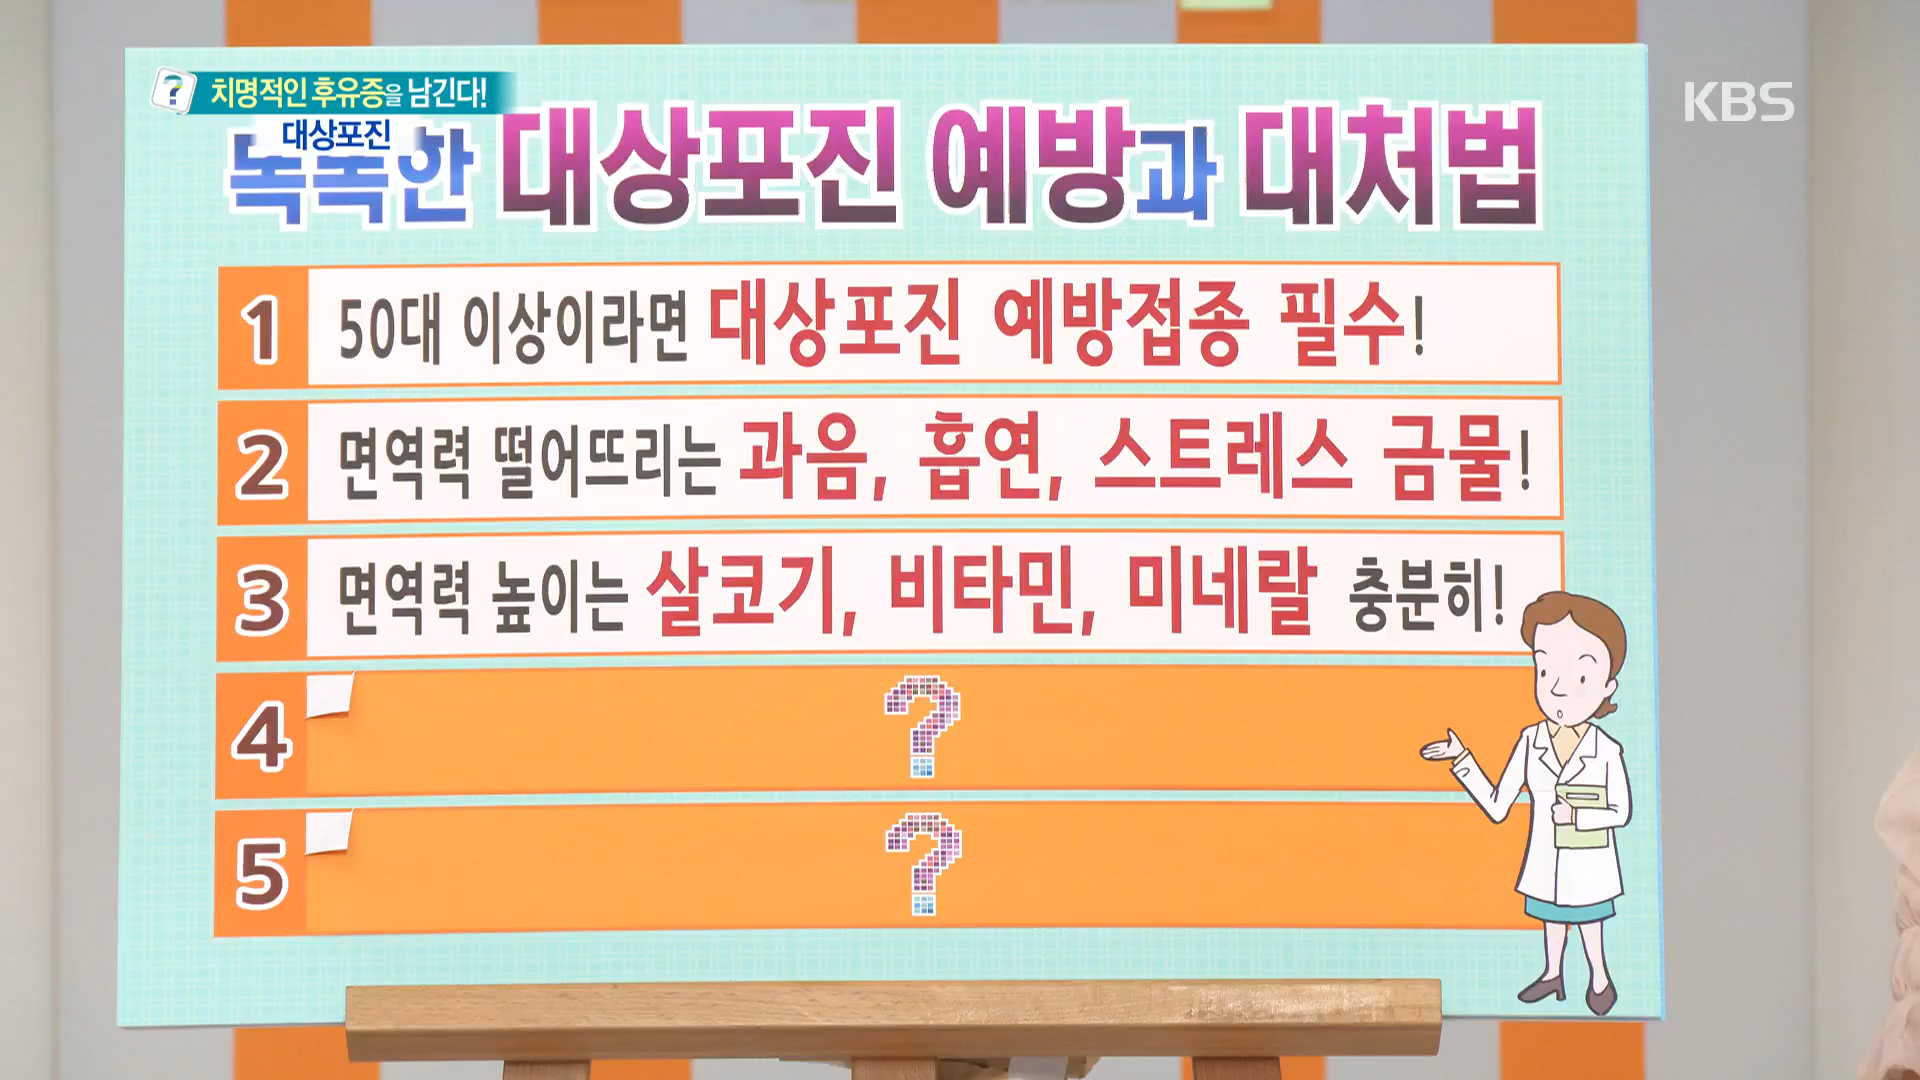 ? 치명적인 후유증을 남긴다!
대상포진
KBS
대상포진 예방과 대처법
1 50대 이상이라면 대상포진 예방접종 필수!
2 면역력 떨어뜨리는 과음, 흡연, 스트레스 금물!
3 면역력 높이는 살코기, 비타민, 미네랄 충분히!
4 ?
5 ?